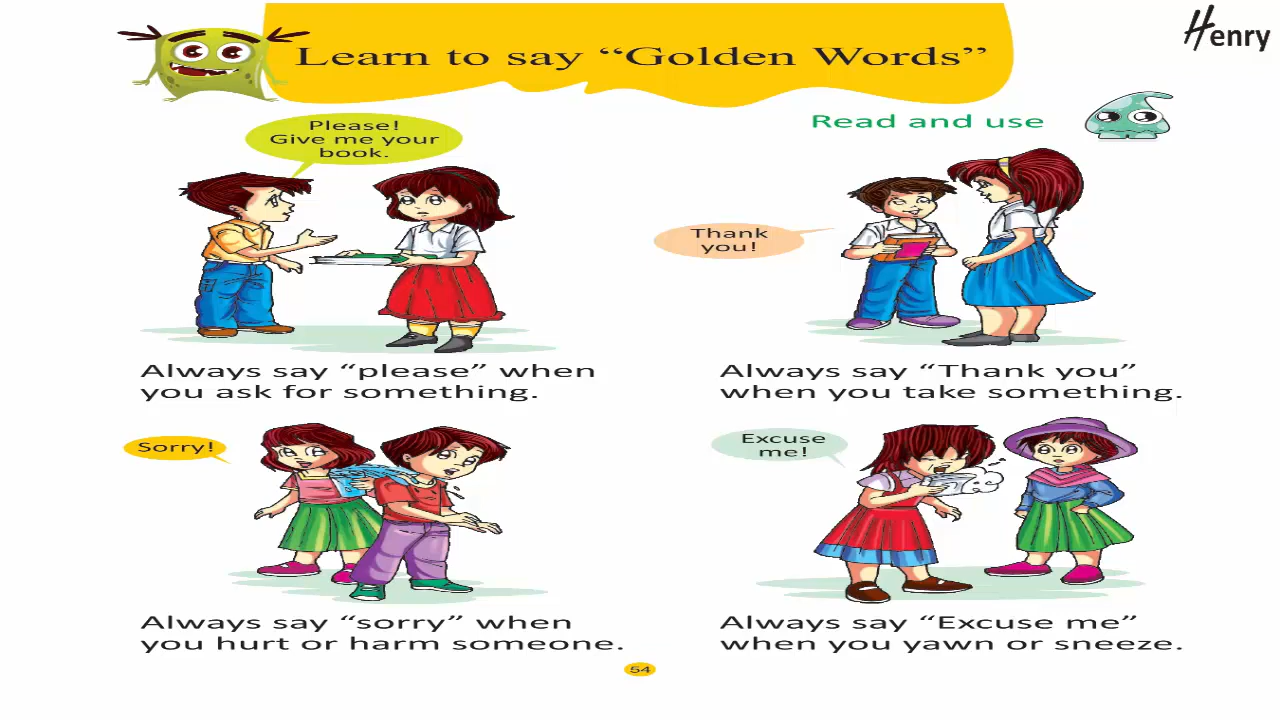 Henry
Learn to say “Golden Words”
Read and use
Please!
Give me your
book.
Always say “please” when
you ask for something.
Thank
you!
Always say “Thank you”
when you take something.
Sorry!
Always say “sorry” when
you hurt or harm someone.
Excuse
me!
Always say “Excuse me”
when you yawn or sneeze.
54